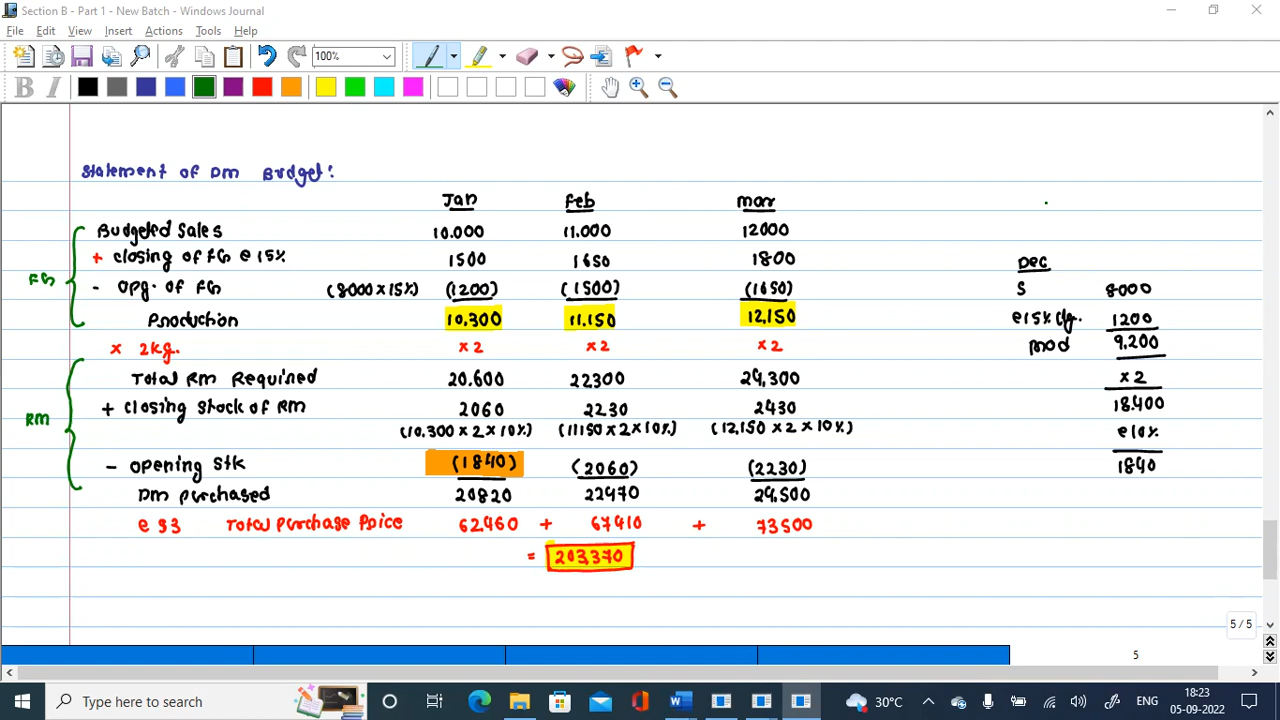 Section B - Part 1 - New Batch - Windows Journal
File Edit View Insert Actions Tools Help
100%
B I
Statement of DM Budget:
Jan Feb Mar
Budgeted Sales 10.000 11.000 12000
+ closing of FG @ 15% 1500 1650 1800
FG - opg. of FG (8000 x 15%) (1200) (1500) (1650)
Production 10.300 11.150 12,150
x 2kg. x 2 x 2 x 2
Total RM Required 20.600 22300 24,300
RM + closing stock of RM 2060 2230 2430
(10.300 x 2 x 10%) (11150 x 2 x 10%) (12,150 x 2 x 10%)
- opening Stk (1840) (2060) (2230)
DM purchased 20820 22470 24,500
@ $3 Total purchase Price 62,460 + 67410 + 73500
= 203,370
Dec
S 8000
@15% clg. 1200
Prod 9,200
x 2
18.400
@10%
1840
5 / 5
5
Type here to search
30°C
ENG
18:23
05-09-2022